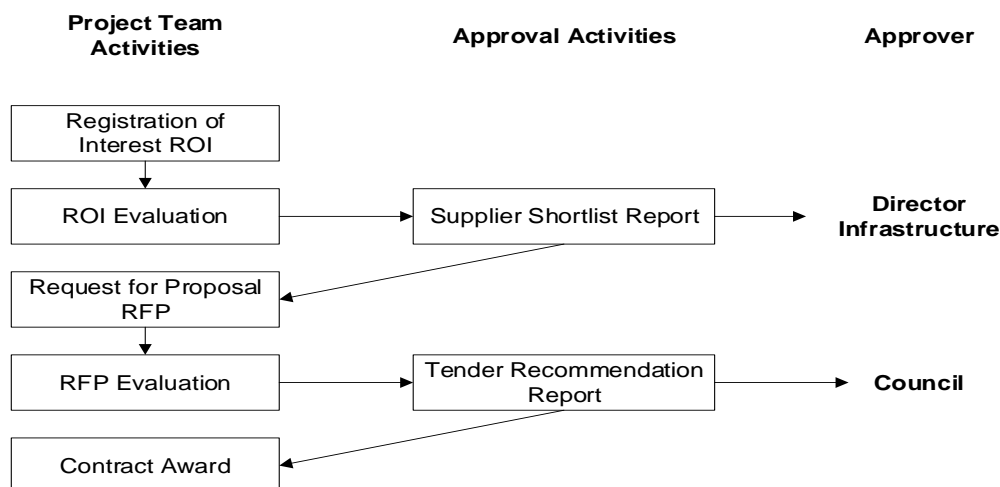 Project Team
Activities
Approval Activities
Approver
Registration of
Interest ROI
ROI Evaluation
Supplier Shortlist Report
Director
Infrastructure
Request for Proposal
RFP
RFP Evaluation
Tender Recommendation
Report
Council
Contract Award